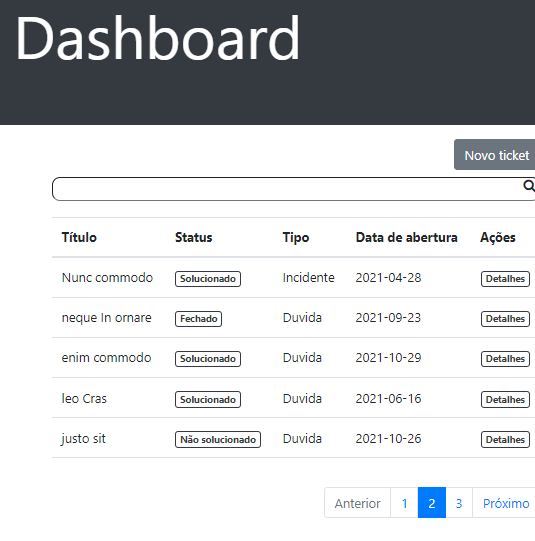 Dashboard
Novo ticket
Título Status Tipo Data de abertura Ações
Nunc commodo Solucionado Incidente 2021-04-28 Detalhes
neque In ornare Fechado Duvida 2021-09-23 Detalhes
enim commodo Solucionado Duvida 2021-10-29 Detalhes
leo Cras Solucionado Duvida 2021-06-16 Detalhes
justo sit Não solucionado Duvida 2021-10-26 Detalhes
Anterior 1 2 3 Próximo